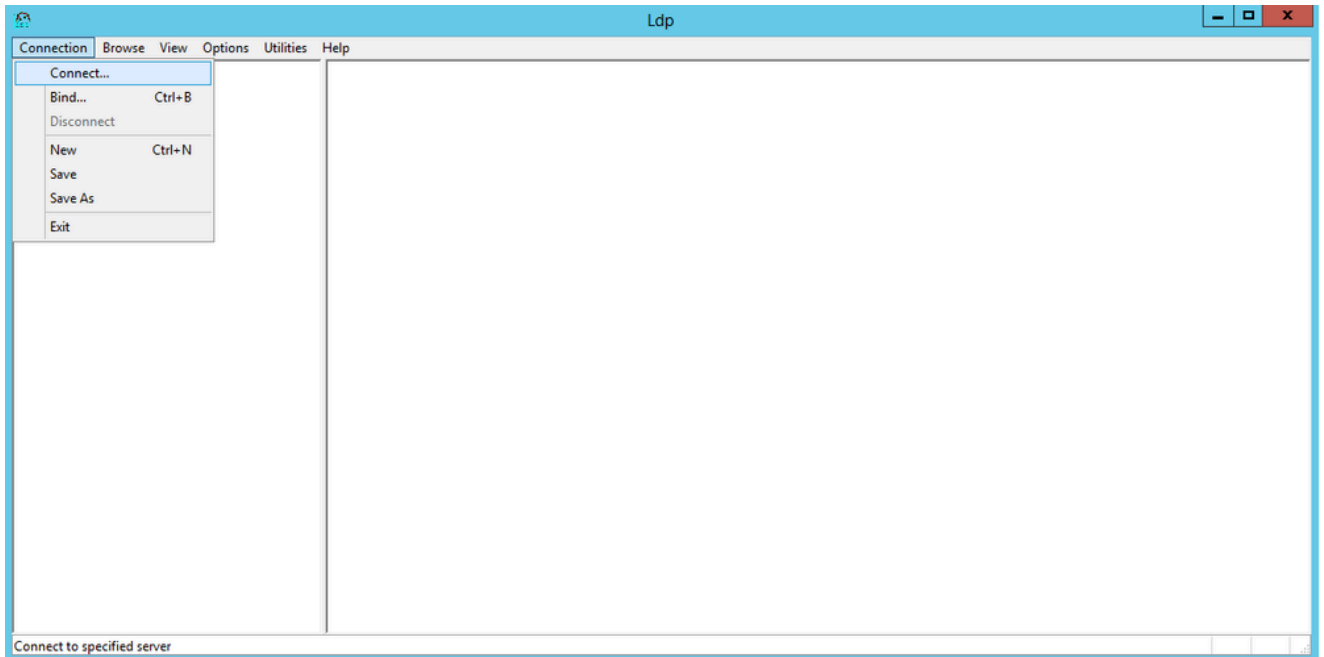 Ldp
Connection Browse View Options Utilities Help
Connect...
Bind... Ctrl+B
Disconnect
New Ctrl+N
Save
Save As
Exit
Connect to specified server